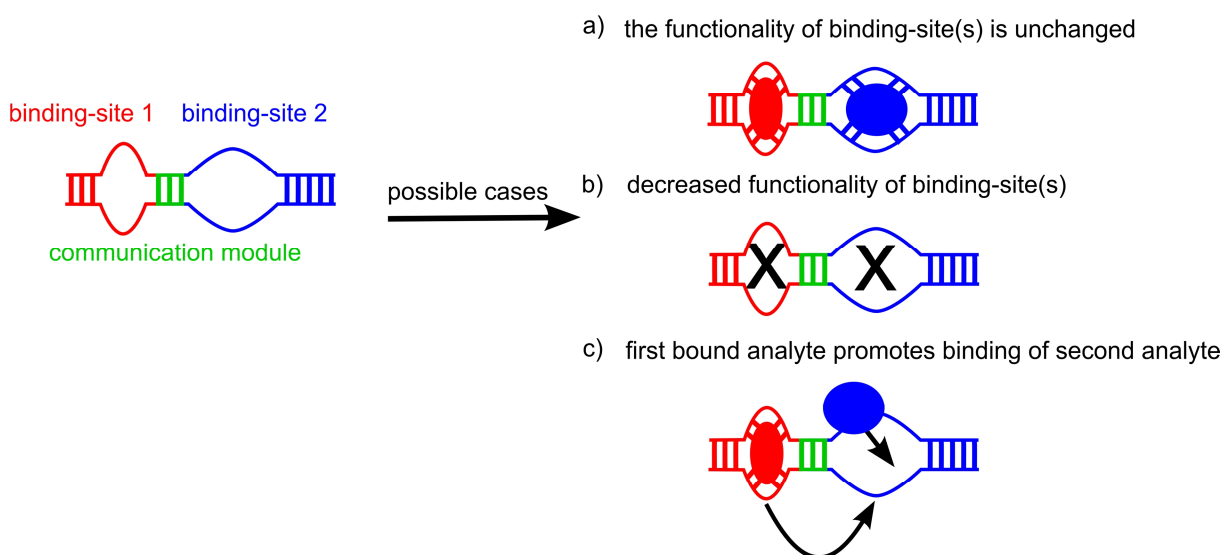 a) the functionality of binding-site(s) is unchanged
binding-site 1 binding-site 2
possible cases
b) decreased functionality of binding-site(s)
communication module
X X
c) first bound analyte promotes binding of second analyte